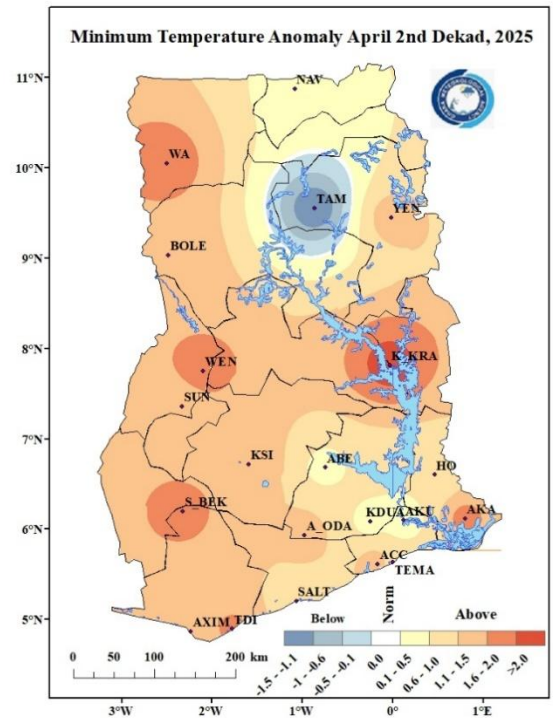 Minimum Temperature Anomaly April 2nd Dekad, 2025
11°N
NAV
10°N
WA
TAM
YEN
9°N
BOLE
8°N
WEN
K_KRA
SUN
7°N
KSI
ABE
HO
6°N
S_BEK
A_ODA
KDUA
AKU
AKA
ACC
TEMA
5°N
SALT
AXIM
TDI
Below
Norm
Above
-1.5 - -1.1
-1 - -0.6
-0.5 - -0.1
0.0
0.1 - 0.5
0.6 - 1.0
1.1 - 1.5
1.6 - 2.0
>2.0
0
100
200
km
3°W
2°W
1°W
0°
1°E